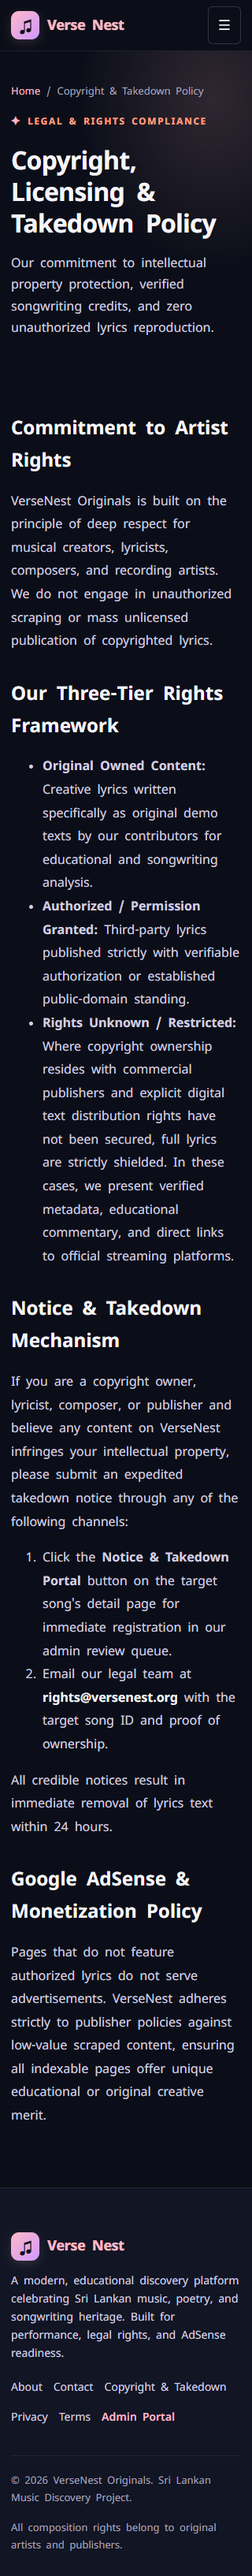 Verse Nest
☰
Home / Copyright & Takedown Policy
✦ LEGAL & RIGHTS COMPLIANCE
Copyright,
Licensing &
Takedown Policy
Our commitment to intellectual
property protection, verified
songwriting credits, and zero
unauthorized lyrics reproduction.
Commitment to Artist
Rights
VerseNest Originals is built on the
principle of deep respect for
musical creators, lyricists,
composers, and recording artists.
We do not engage in unauthorized
scraping or mass unlicensed
publication of copyrighted lyrics.
Our Three-Tier Rights
Framework
• Original Owned Content:
Creative lyrics written
specifically as original demo
texts by our contributors for
educational and songwriting
analysis.
• Authorized / Permission
Granted: Third-party lyrics
published strictly with verifiable
authorization or established
public-domain standing.
• Rights Unknown / Restricted:
Where copyright ownership
resides with commercial
publishers and explicit digital
text distribution rights have
not been secured, full lyrics
are strictly shielded. In these
cases, we present verified
metadata, educational
commentary, and direct links
to official streaming platforms.
Notice & Takedown
Mechanism
If you are a copyright owner,
lyricist, composer, or publisher and
believe any content on VerseNest
infringes your intellectual property,
please submit an expedited
takedown notice through any of the
following channels:
1. Click the Notice & Takedown
Portal button on the target
song's detail page for
immediate registration in our
admin review queue.
2. Email our legal team at
rights@versenest.org with the
target song ID and proof of
ownership.
All credible notices result in
immediate removal of lyrics text
within 24 hours.
Google AdSense &
Monetization Policy
Pages that do not feature
authorized lyrics do not serve
advertisements. VerseNest adheres
strictly to publisher policies against
low-value scraped content, ensuring
all indexable pages offer unique
educational or original creative
merit.
Verse Nest
A modern, educational discovery platform
celebrating Sri Lankan music, poetry, and
songwriting heritage. Built for
performance, legal rights, and AdSense
readiness.
About Contact Copyright & Takedown
Privacy Terms Admin Portal
© 2026 VerseNest Originals. Sri Lankan
Music Discovery Project.
All composition rights belong to original
artists and publishers.